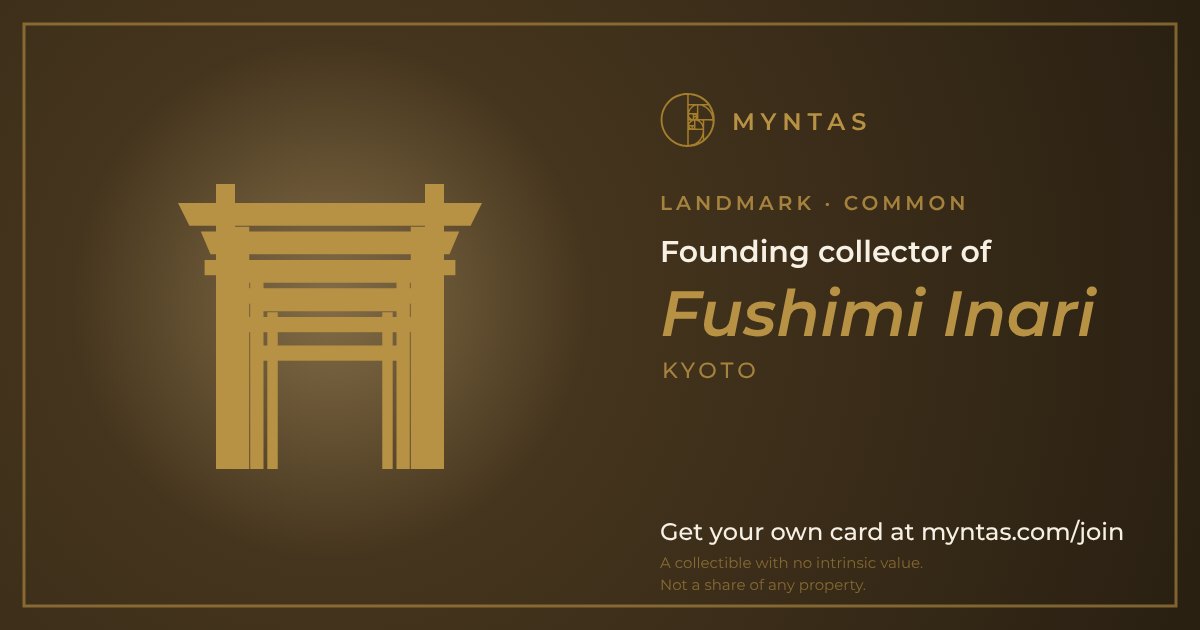 MYNTAS
LANDMARK · COMMON
Founding collector of
Fushimi Inari
KYOTO
Get your own card at myntas.com/join
A collectible with no intrinsic value.
Not a share of any property.